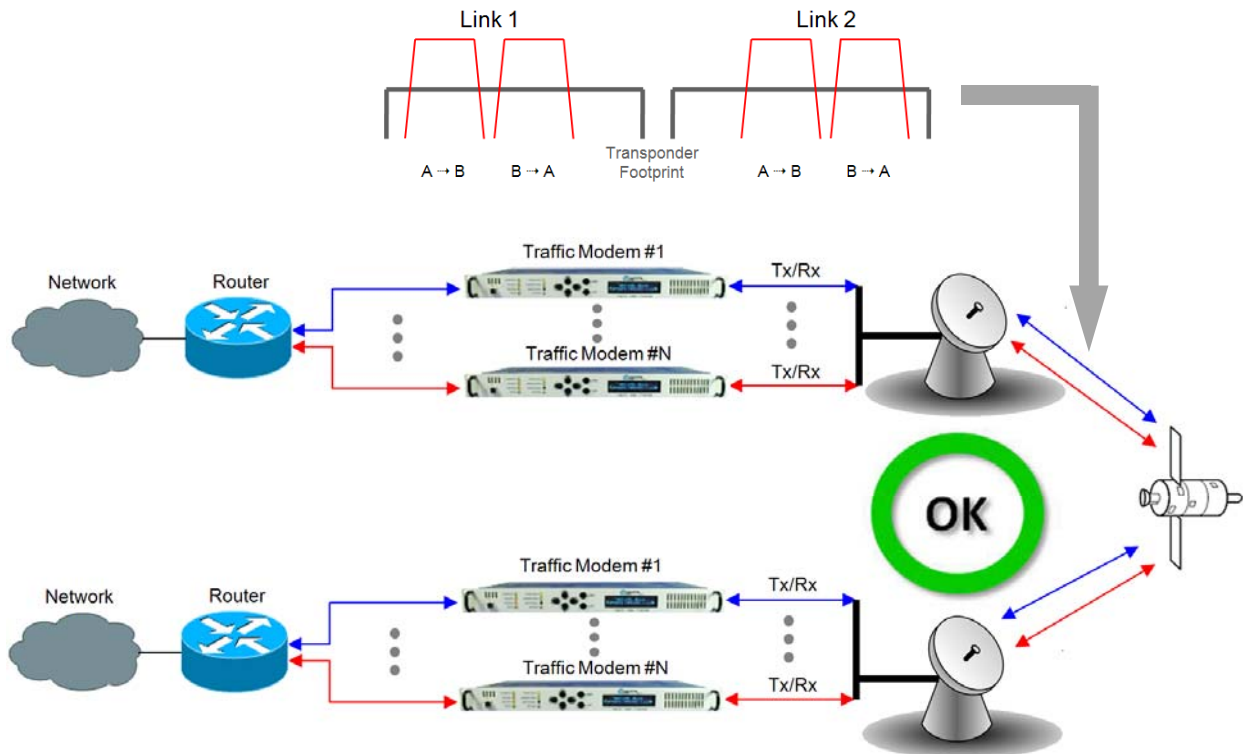 Link 1
Link 2
Transponder
Footprint
A → B
B → A
A → B
B → A
Network
Router
Traffic Modem #1
Tx/Rx
Traffic Modem #N
Tx/Rx
OK
Network
Router
Traffic Modem #1
Tx/Rx
Traffic Modem #N
Tx/Rx